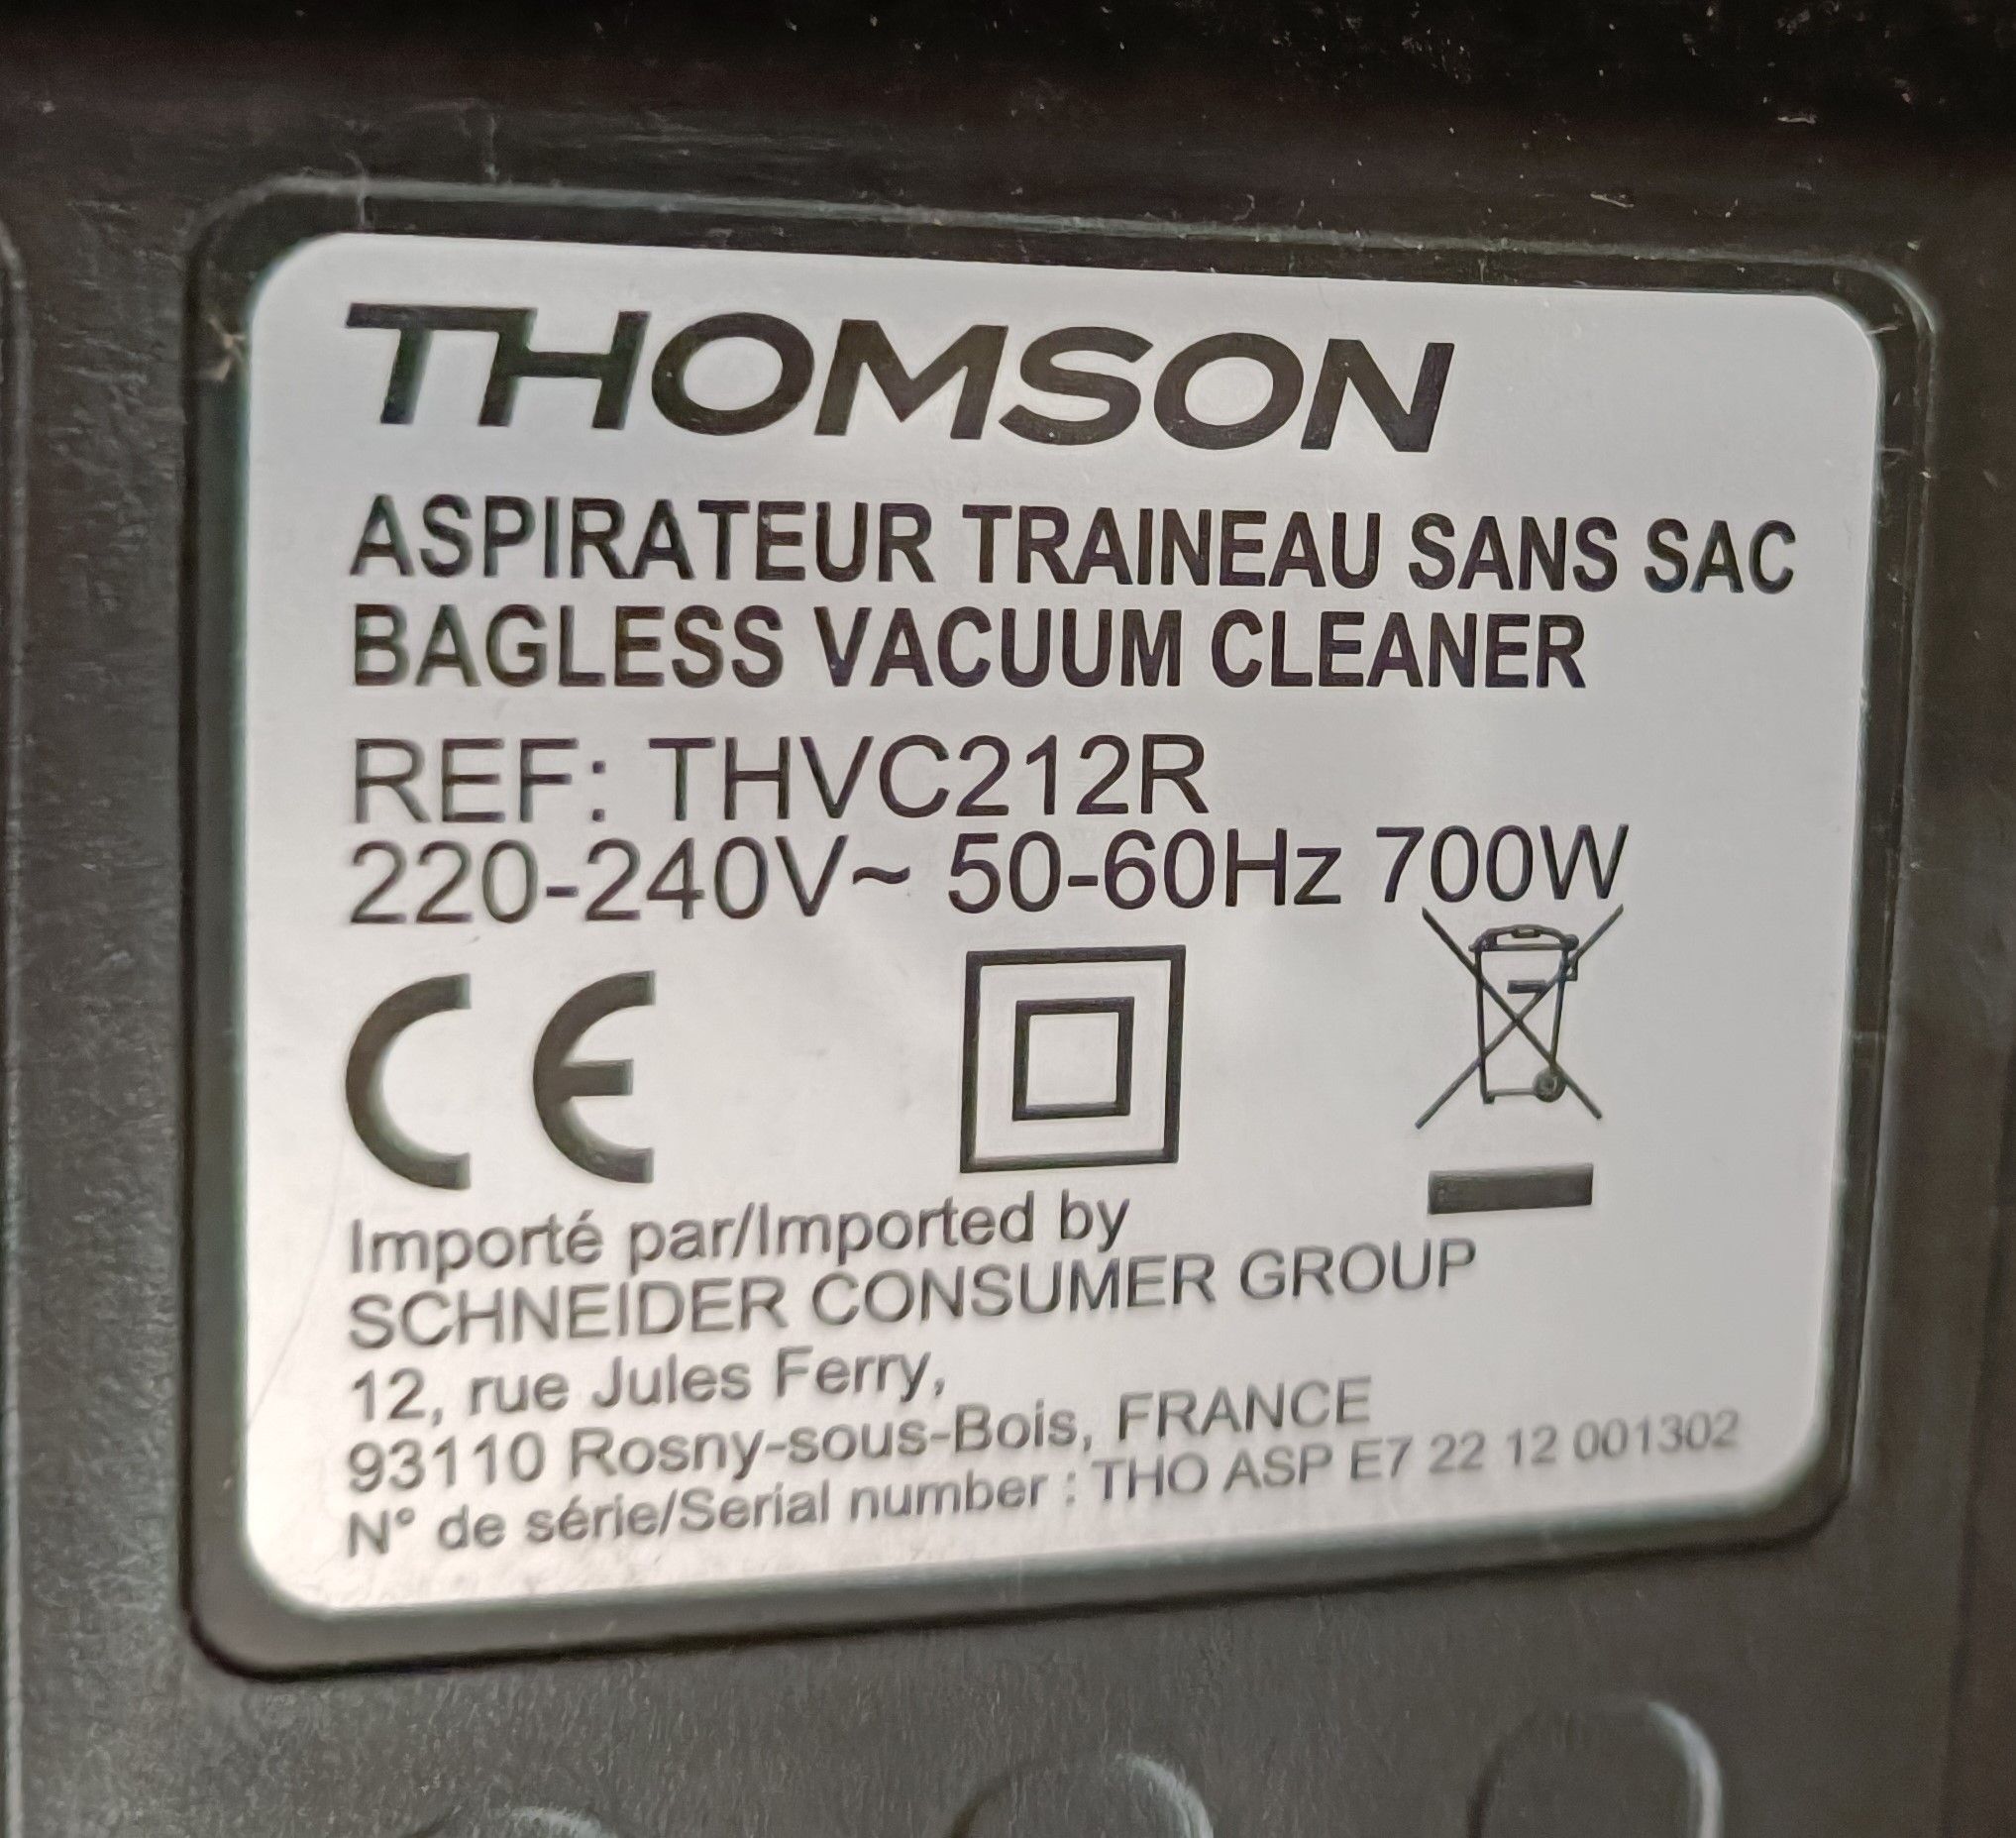 THOMSON
ASPIRATEUR TRAINEAU SANS SAC
BAGLESS VACUUM CLEANER
REF: THVC212R
220-240V~ 50-60Hz 700W
CE
Importé par/Imported by
SCHNEIDER CONSUMER GROUP
12, rue Jules Ferry,
93110 Rosny-sous-Bois, FRANCE
N° de série/Serial number : THO ASP E7 22 12 001302